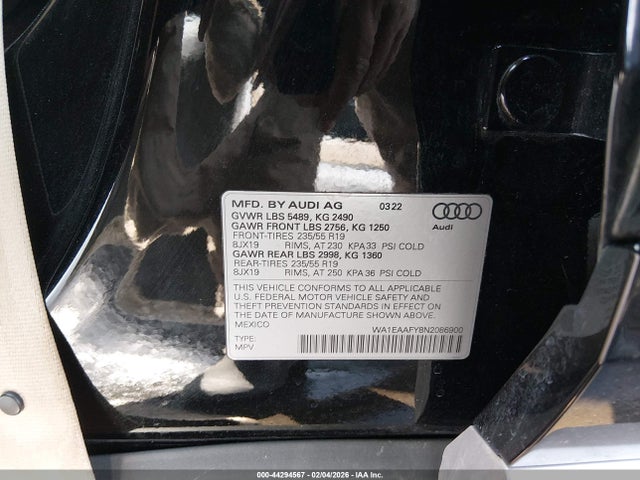 MFD. BY AUDI AG 03 22
GVWR LBS 5489, KG 2490
GAWR FRONT LBS 2756, KG 1250
FRONT-TIRES 235/55 R19
8JX19 RIMS, AT 230 KPA 33 PSI COLD
GAWR REAR LBS 2998, KG 1360
REAR-TIRES 235/55 R19
8JX19 RIMS, AT 250 KPA 36 PSI COLD
Audi
THIS VEHICLE CONFORMS TO ALL APPLICABLE
U.S. FEDERAL MOTOR VEHICLE SAFETY AND
THEFT PREVENTION STANDARDS IN EFFECT ON
THE DATE OF MANUFACTURE SHOWN ABOVE.
MEXICO WA1EAAFY8N2086900
TYPE:
MPV
000-44294567 - 02/04/2026 - IAA Inc.